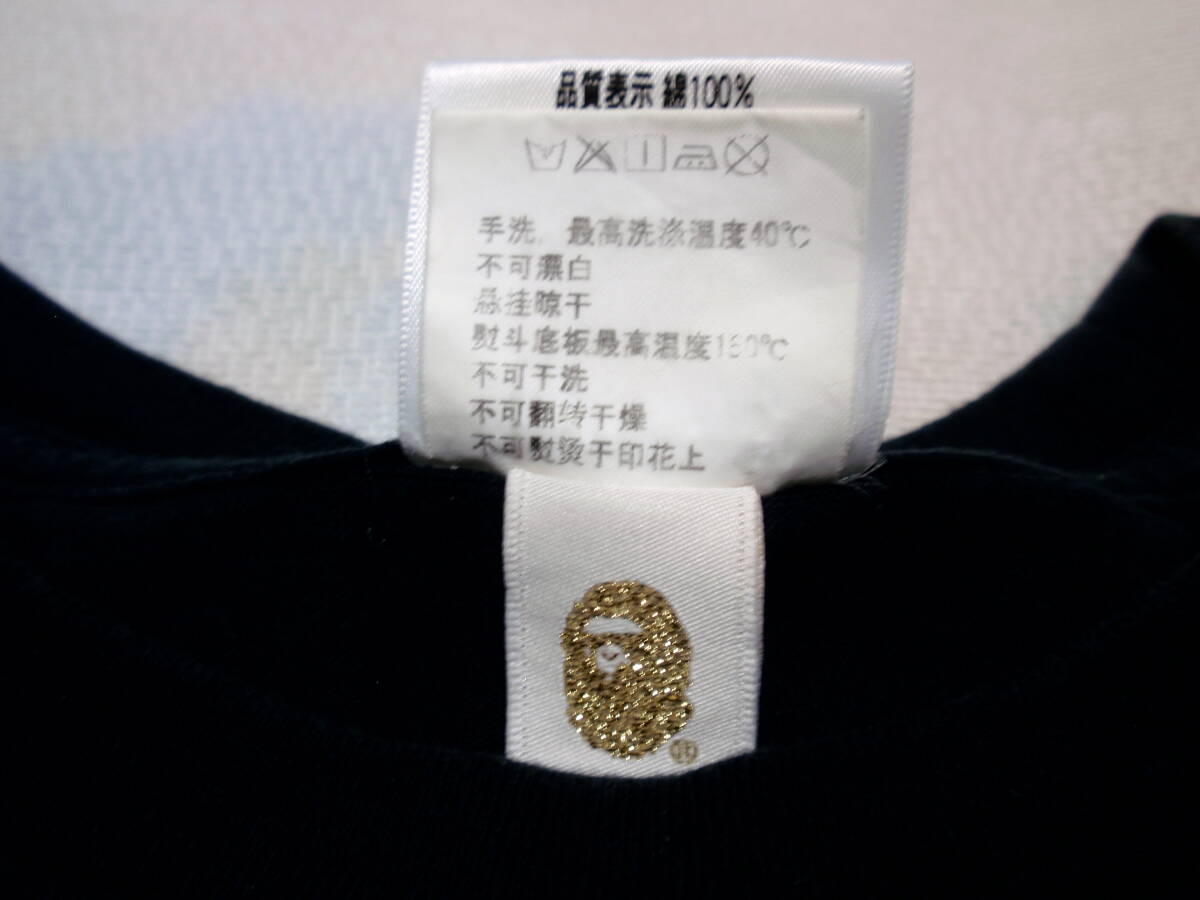 品質表示 綿100%
手洗，最高洗涤温度40℃
不可漂白
悬挂晾干
熨斗底板最高温度150℃
不可干洗
不可翻转干燥
不可熨烫于印花上
®